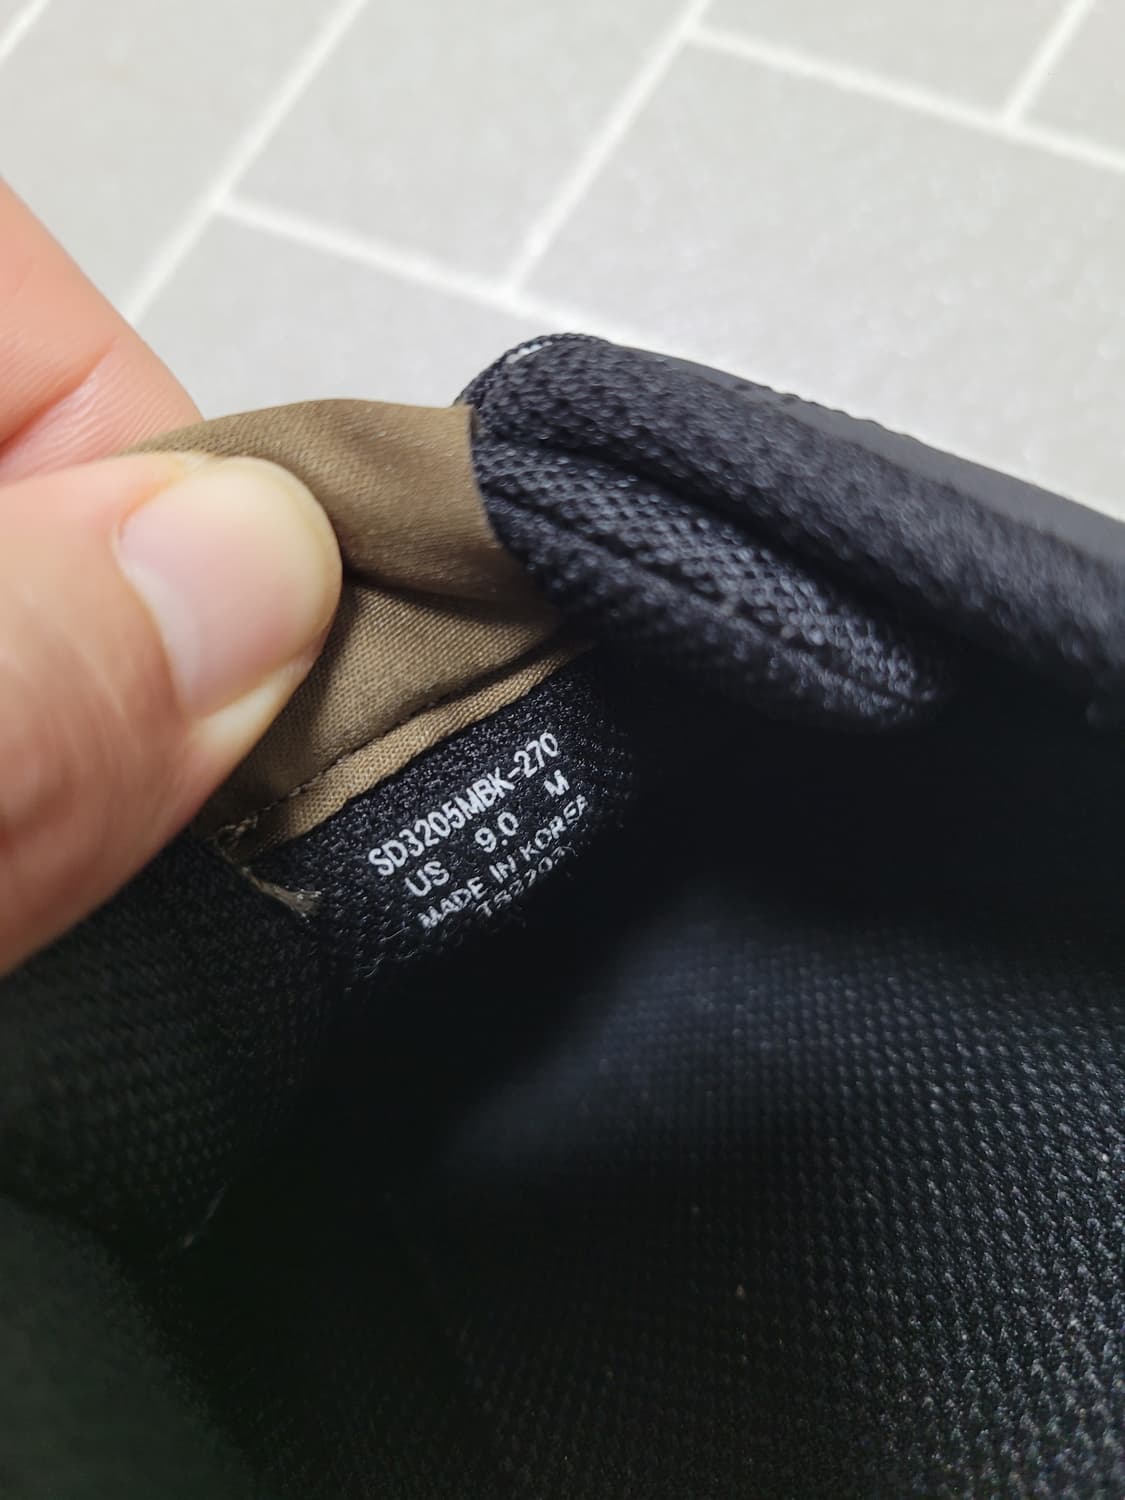 SD3205MBK-270
US 9.0 M
MADE IN KOREA